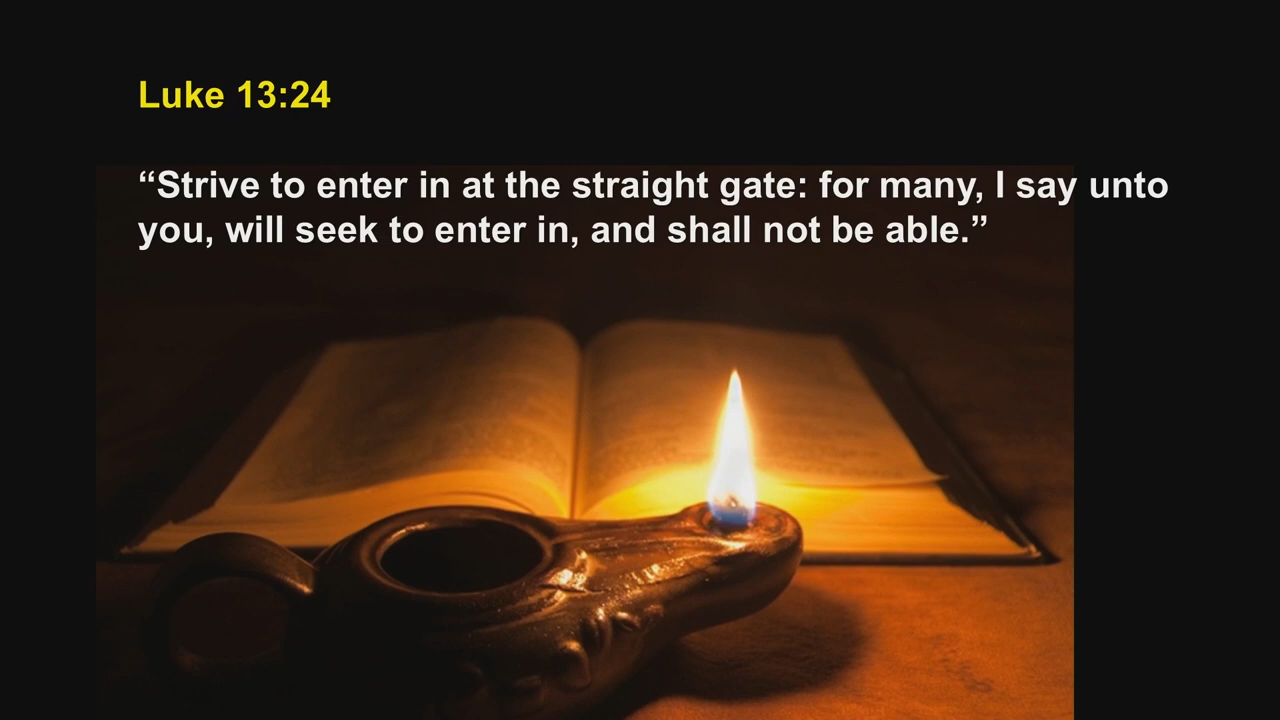 Luke 13:24
“Strive to enter in at the straight gate: for many, I say unto
you, will seek to enter in, and shall not be able.”